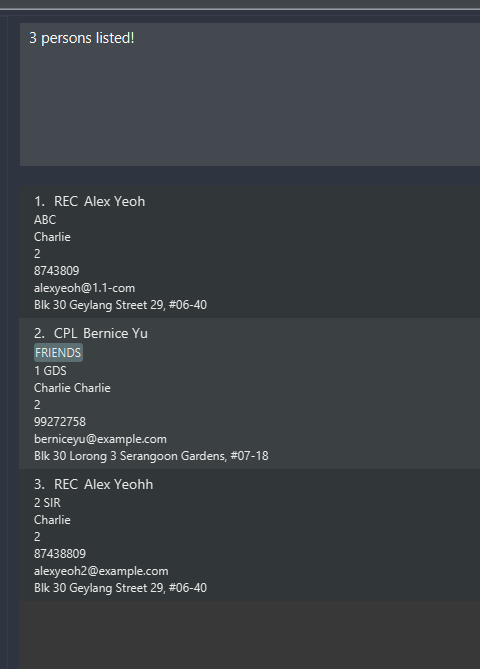 3 persons listed!
1. REC Alex Yeoh
ABC
Charlie
2
8743809
alexyeoh@1.1-com
Blk 30 Geylang Street 29, #06-40
2. CPL Bernice Yu
FRIENDS
1 GDS
Charlie Charlie
2
99272758
berniceyu@example.com
Blk 30 Lorong 3 Serangoon Gardens, #07-18
3. REC Alex Yeohh
2 SIR
Charlie
2
87438809
alexyeoh2@example.com
Blk 30 Geylang Street 29, #06-40